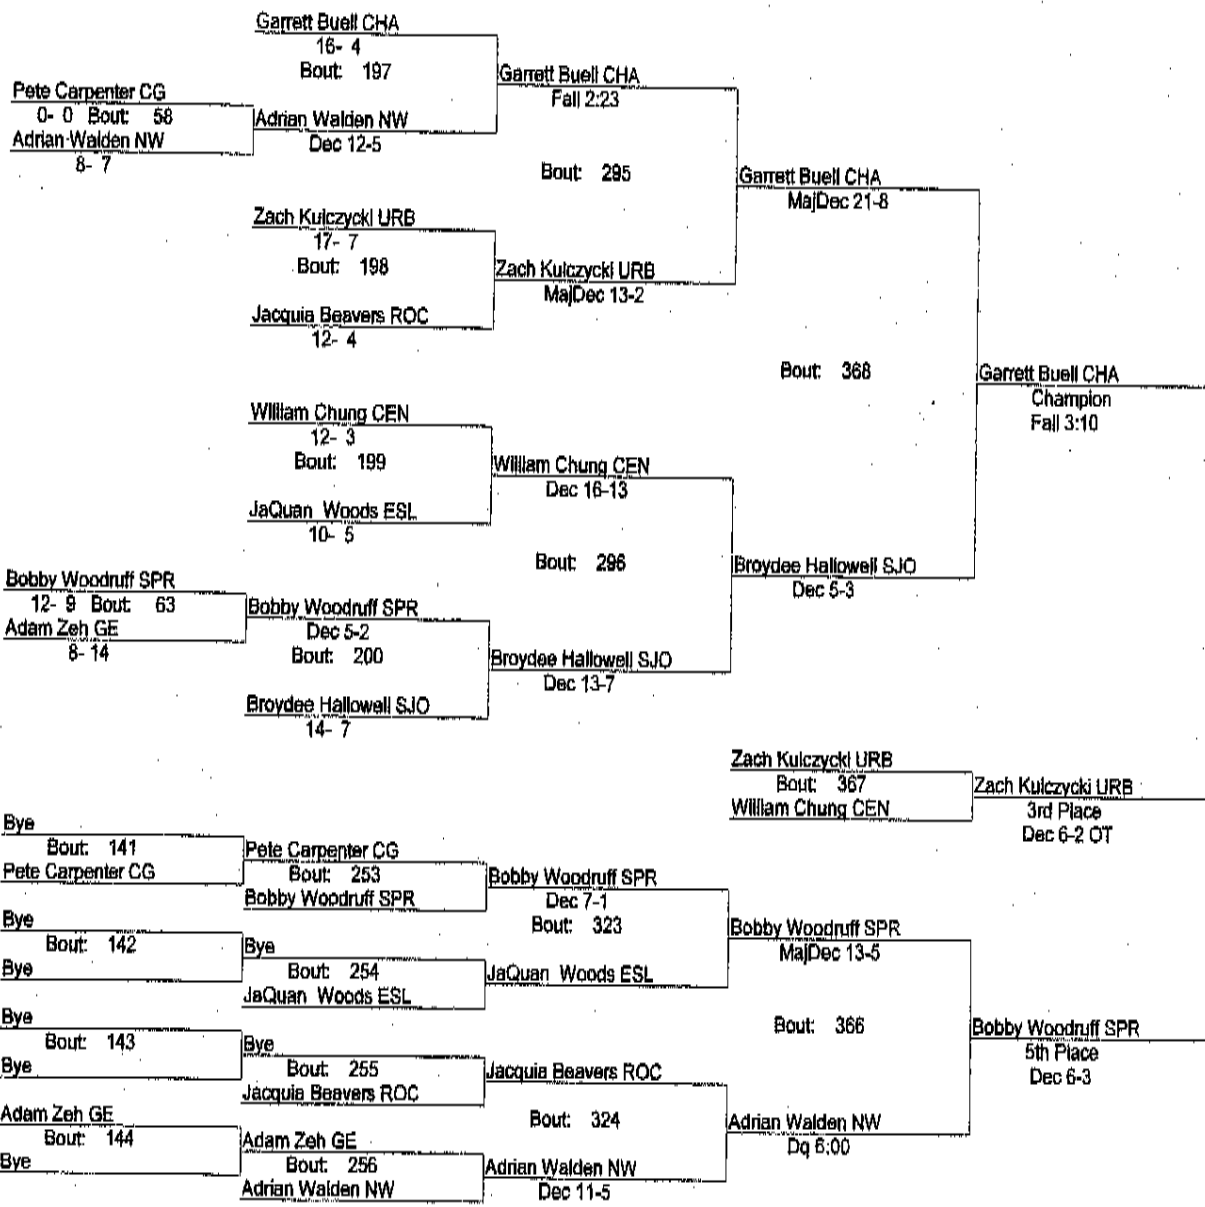 Garrett Buell CHA
16- 4
Bout: 197
Pete Carpenter CG
0- 0 Bout: 58
Adrian Walden NW
8- 7
Adrian Walden NW
Dec 12-5
Garrett Buell CHA
Fall 2:23
Bout: 295
Zach Kulczycki URB
17- 7
Bout: 198
Jacquia Beavers ROC
12- 4
Zach Kulczycki URB
MajDec 13-2
Garrett Buell CHA
MajDec 21-8
Bout: 368
Garrett Buell CHA
Champion
Fall 3:10
William Chung CEN
12- 3
Bout: 199
JaQuan Woods ESL
10- 5
William Chung CEN
Dec 16-13
Bout: 296
Broydee Hallowell SJO
Dec 5-3
Bobby Woodruff SPR
12- 9 Bout: 63
Adam Zeh GE
8- 14
Bobby Woodruff SPR
Dec 5-2
Bout: 200
Broydee Hallowell SJO
14- 7
Broydee Hallowell SJO
Dec 13-7
Zach Kulczycki URB
Bout: 367
William Chung CEN
Zach Kulczycki URB
3rd Place
Dec 6-2 OT
Bye
Bout: 141
Pete Carpenter CG
Pete Carpenter CG
Bout: 253
Bobby Woodruff SPR
Bobby Woodruff SPR
Dec 7-1
Bout: 323
Bye
Bout: 142
Bye
Bye
Bout: 254
JaQuan Woods ESL
JaQuan Woods ESL
Bobby Woodruff SPR
MajDec 13-5
Bout: 366
Bye
Bout: 143
Bye
Bye
Bout: 255
Jacquia Beavers ROC
Jacquia Beavers ROC
Bout: 324
Bobby Woodruff SPR
5th Place
Dec 6-3
Adam Zeh GE
Bout: 144
Bye
Adam Zeh GE
Bout: 256
Adrian Walden NW
Adrian Walden NW
Dec 11-5
Adrian Walden NW
Dq 6:00